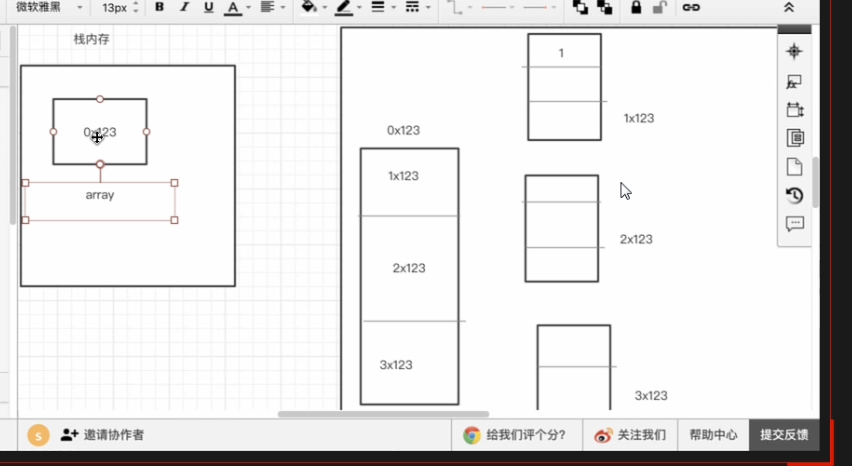 微软雅黑 13px B I U A
栈内存
0x123
array
0x123
1x123
2x123
3x123
1
1x123
2x123
3x123
S 邀请协作者 给我们评个分? 关注我们 帮助中心 提交反馈